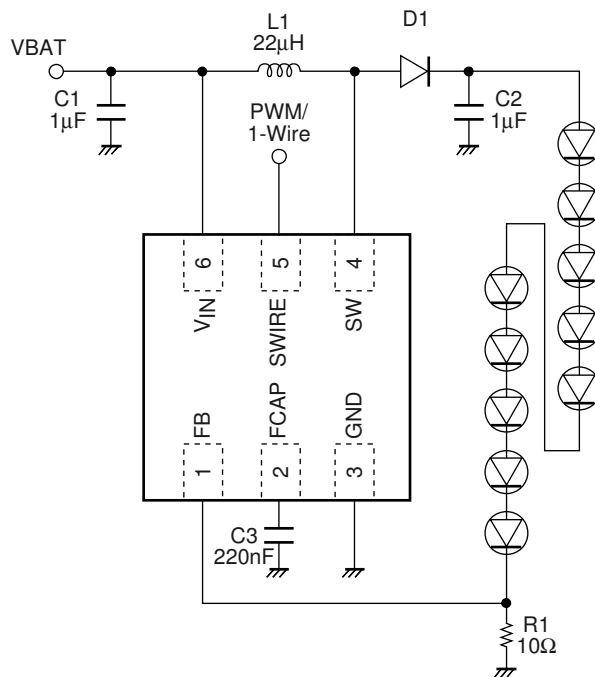 L1
22μH
D1
VBAT
C1
1μF
PWM/
1-Wire
C2
1μF
6
5
4
VIN
SWIRE
SW
FB
FCAP
GND
1
2
3
C3
220nF
R1
10Ω